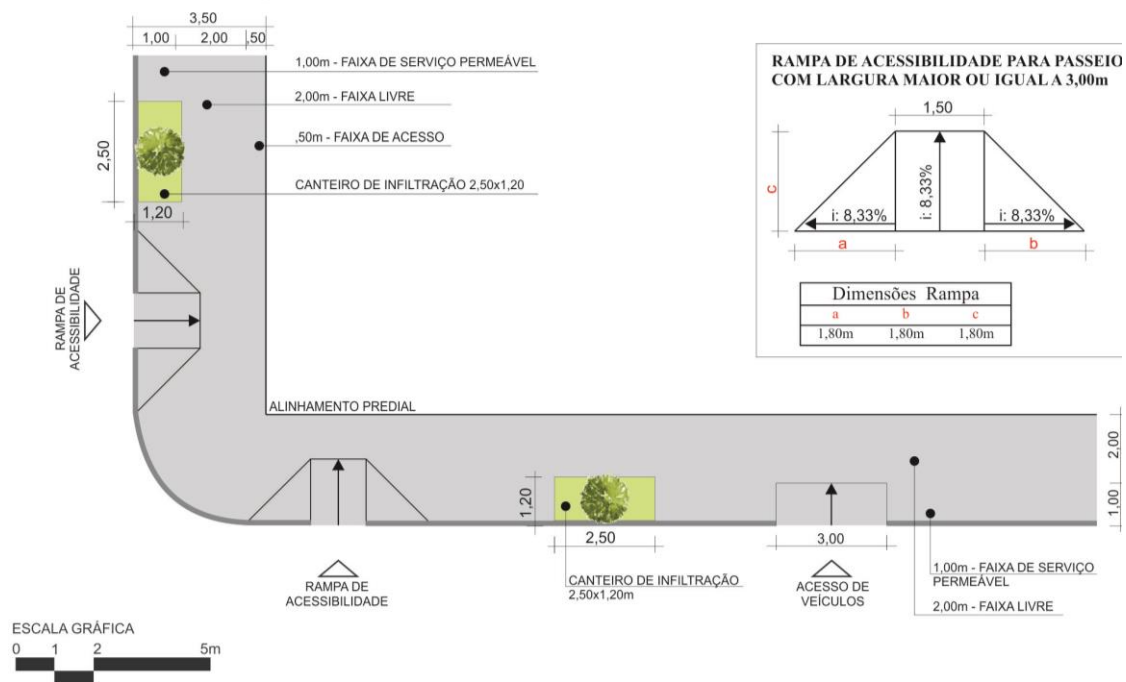 3,50
1,00
2,00
,50
1,00m - FAIXA DE SERVIÇO PERMEÁVEL
2,00m - FAIXA LIVRE
,50m - FAIXA DE ACESSO
CANTEIRO DE INFILTRAÇÃO 2,50x1,20
2,50
1,20
RAMPA DE
ACESSIBILIDADE
ALINHAMENTO PREDIAL
RAMPA DE ACESSIBILIDADE PARA PASSEIO
COM LARGURA MAIOR OU IGUAL A 3,00m
1,50
c
i: 8,33%
i: 8,33%
i: 8,33%
a
b
Dimensões Rampa
a b c
1,80m 1,80m 1,80m
2,00
1,00
1,20
2,50
3,00
RAMPA DE
ACESSIBILIDADE
CANTEIRO DE INFILTRAÇÃO
2,50x1,20m
ACESSO DE
VEÍCULOS
1,00m - FAIXA DE SERVIÇO
PERMEÁVEL
2,00m - FAIXA LIVRE
ESCALA GRÁFICA
0 1 2 5m